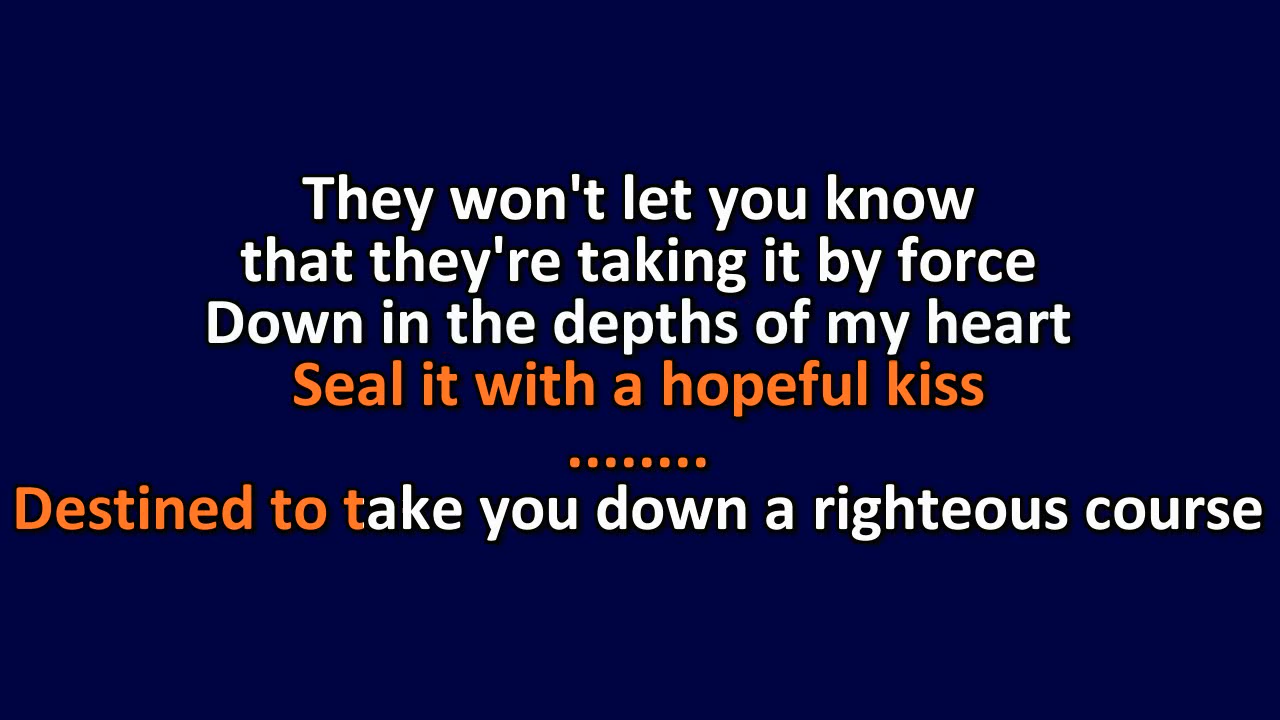 They won't let you know
that they're taking it by force
Down in the depths of my heart
Seal it with a hopeful kiss
........
Destined to take you down a righteous course